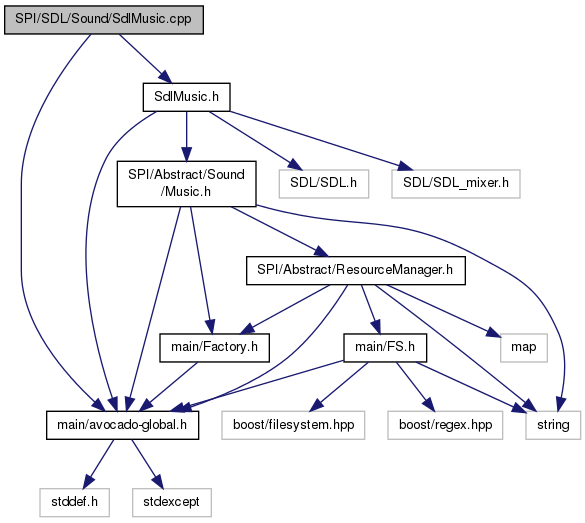 SPI/SDL/Sound/SdlMusic.cpp
SdlMusic.h
SPI/Abstract/Sound
/Music.h
SDL/SDL.h
SDL/SDL_mixer.h
SPI/Abstract/ResourceManager.h
main/Factory.h
main/FS.h
map
main/avocado-global.h
boost/filesystem.hpp
boost/regex.hpp
string
stddef.h
stdexcept